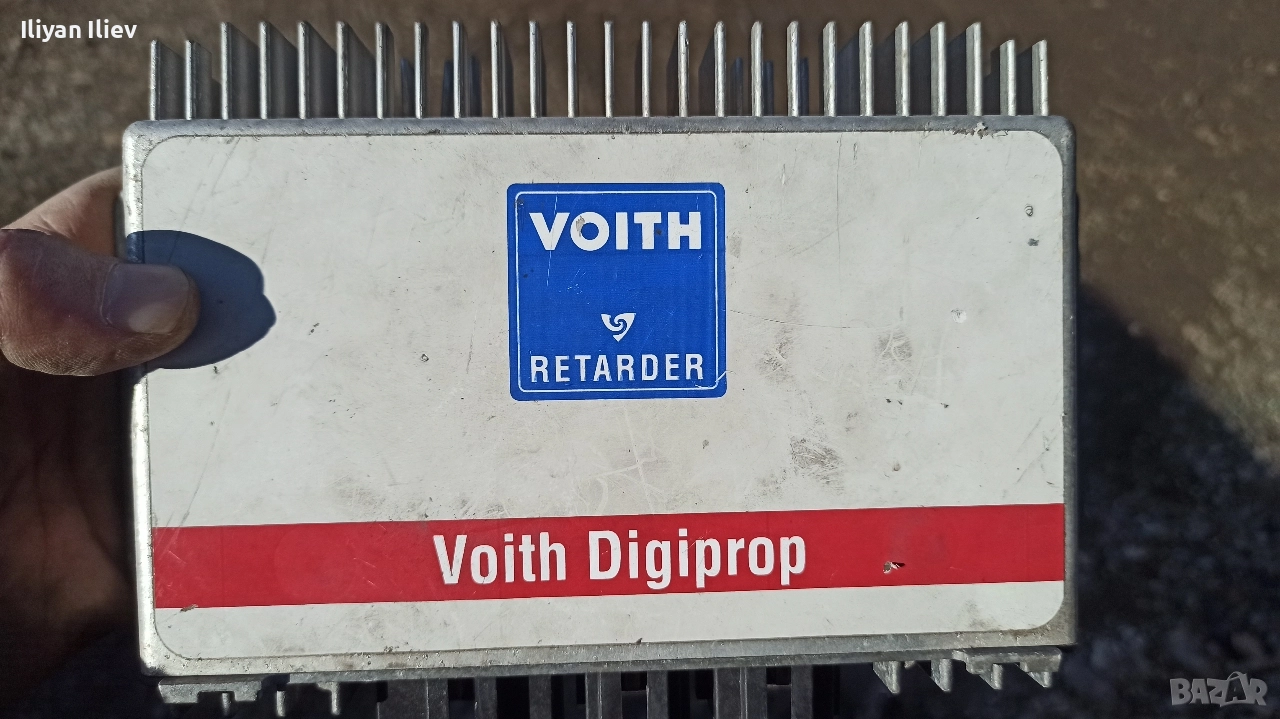 Iliyan Iliev
VOITH
RETARDER
Voith Digiprop
BAZAR